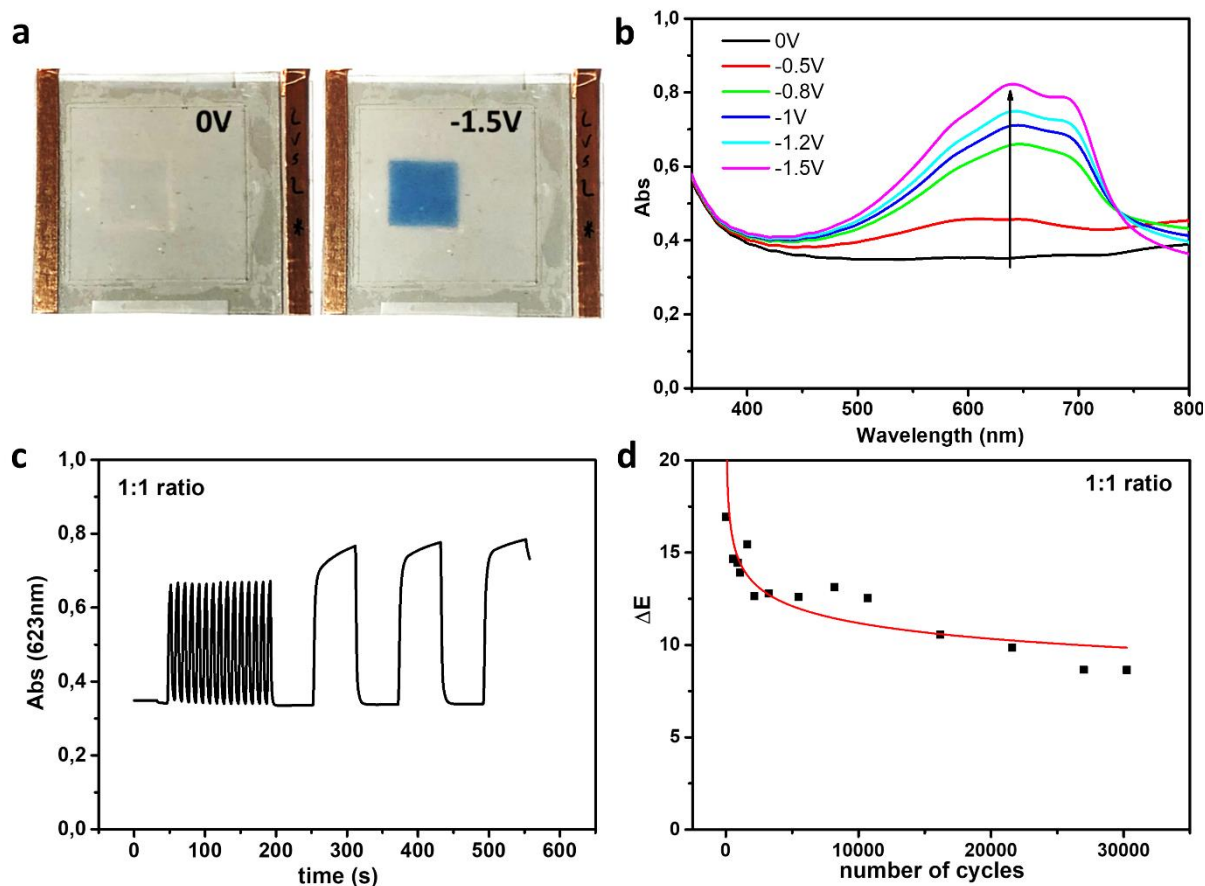 a
0V
-1.5V
LVS2 *
LVS2 *
b
0V
-0.5V
-0.8V
-1V
-1.2V
-1.5V
1,0
0,8
0,6
0,4
0,2
0,0
Abs
400 500 600 700 800
Wavelength (nm)
c
1:1 ratio
1,0
0,8
0,6
0,4
0,2
0,0
Abs (623nm)
0 100 200 300 400 500 600
time (s)
d
1:1 ratio
20
15
10
5
0
ΔE
0 10000 20000 30000
number of cycles